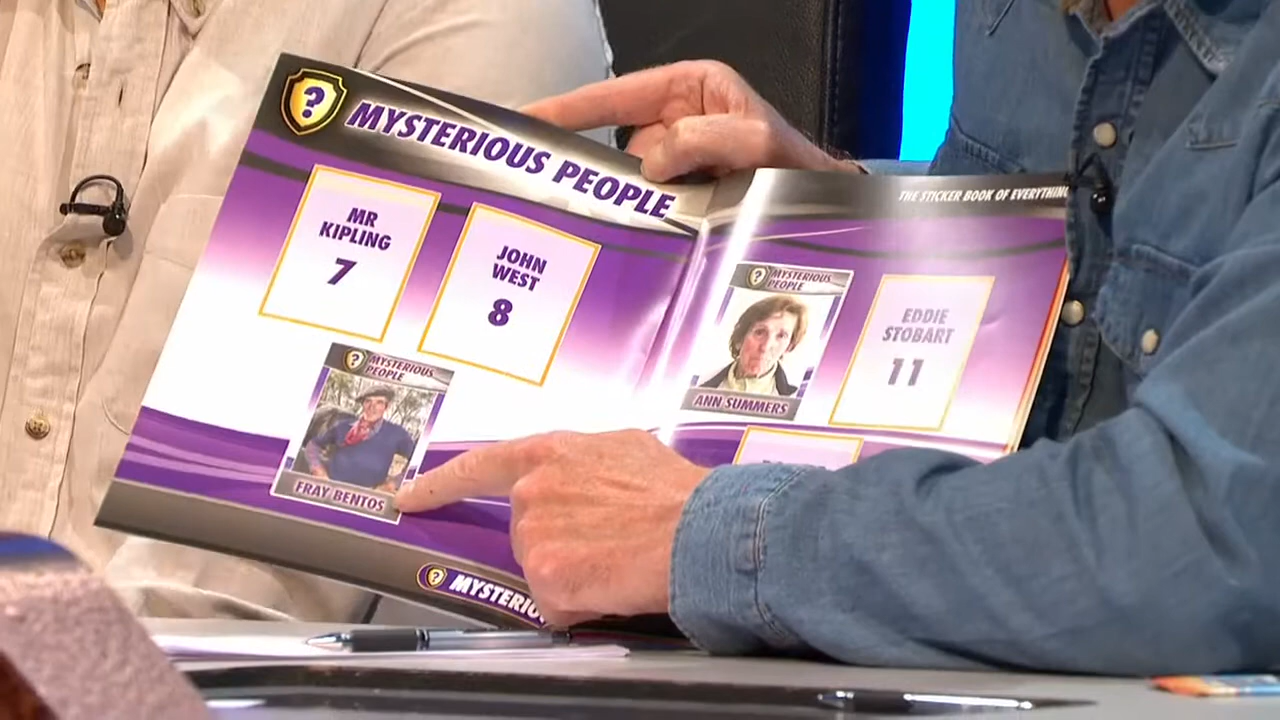 ?
MYSTERIOUS PEOPLE
THE STICKER BOOK OF EVERYTHING
MR
KIPLING
7
JOHN
WEST
8
?
MYSTERIOUS
PEOPLE
FRAY BENTOS
?
MYSTERIOUS
PEOPLE
ANN SUMMERS
EDDIE
STOBART
11
?
MYSTERIO